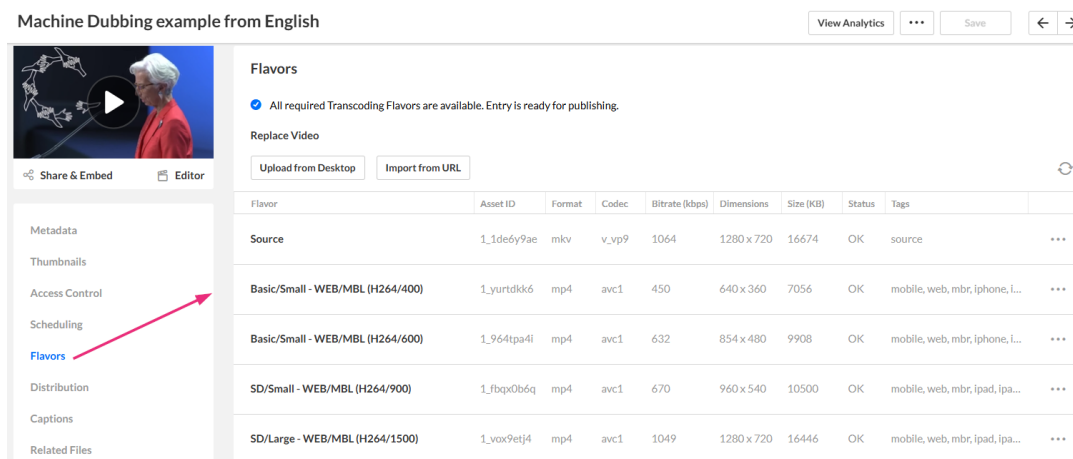 Machine Dubbing example from English
View Analytics
Save
Share & Embed
Editor
Metadata
Thumbnails
Access Control
Scheduling
Flavors
Distribution
Captions
Related Files
Flavors
All required Transcoding Flavors are available. Entry is ready for publishing.
Replace Video
Upload from Desktop Import from URL
Flavor Asset ID Format Codec Bitrate (kbps) Dimensions Size (KB) Status Tags
Source 1_1de6y9ae mkv v_vp9 1064 1280 x 720 16674 OK source
Basic/Small - WEB/MBL (H264/400) 1_yurtdkk6 mp4 avc1 450 640 x 360 7056 OK mobile, web, mbr, iphone, i...
Basic/Small - WEB/MBL (H264/600) 1_964tpa4i mp4 avc1 632 854 x 480 9908 OK mobile, web, mbr, iphone, i...
SD/Small - WEB/MBL (H264/900) 1_fbqx0b6q mp4 avc1 670 960 x 540 10500 OK mobile, web, mbr, ipad, ipa...
SD/Large - WEB/MBL (H264/1500) 1_vox9etj4 mp4 avc1 1049 1280 x 720 16446 OK mobile, web, mbr, ipad, ipa...